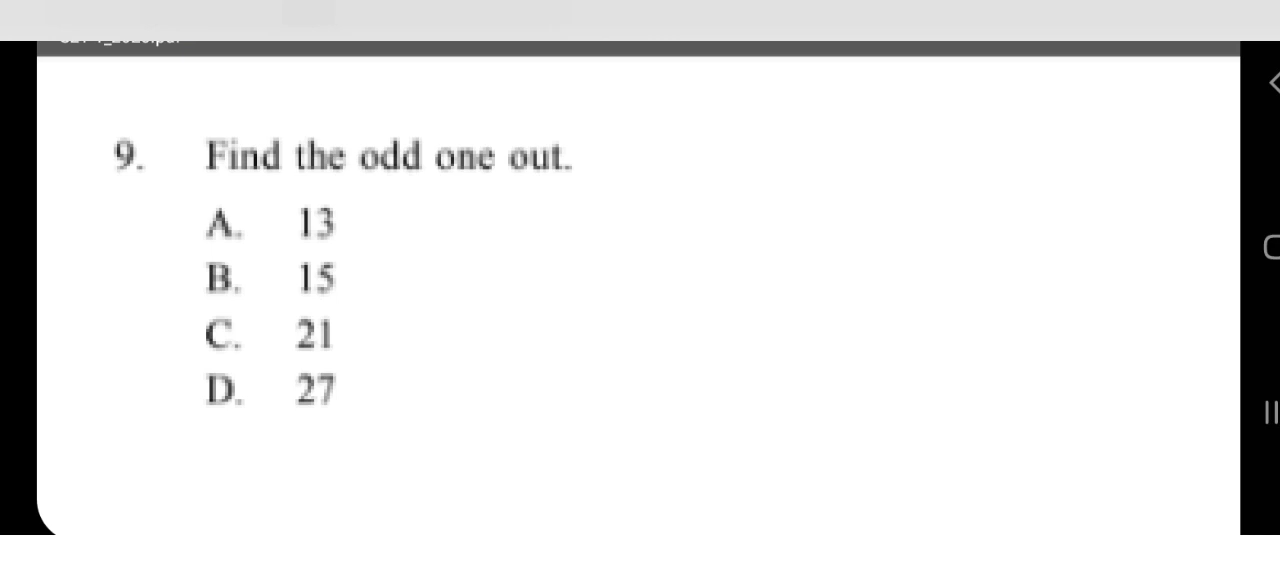 9. Find the odd one out.
A. 13
B. 15
C. 21
D. 27